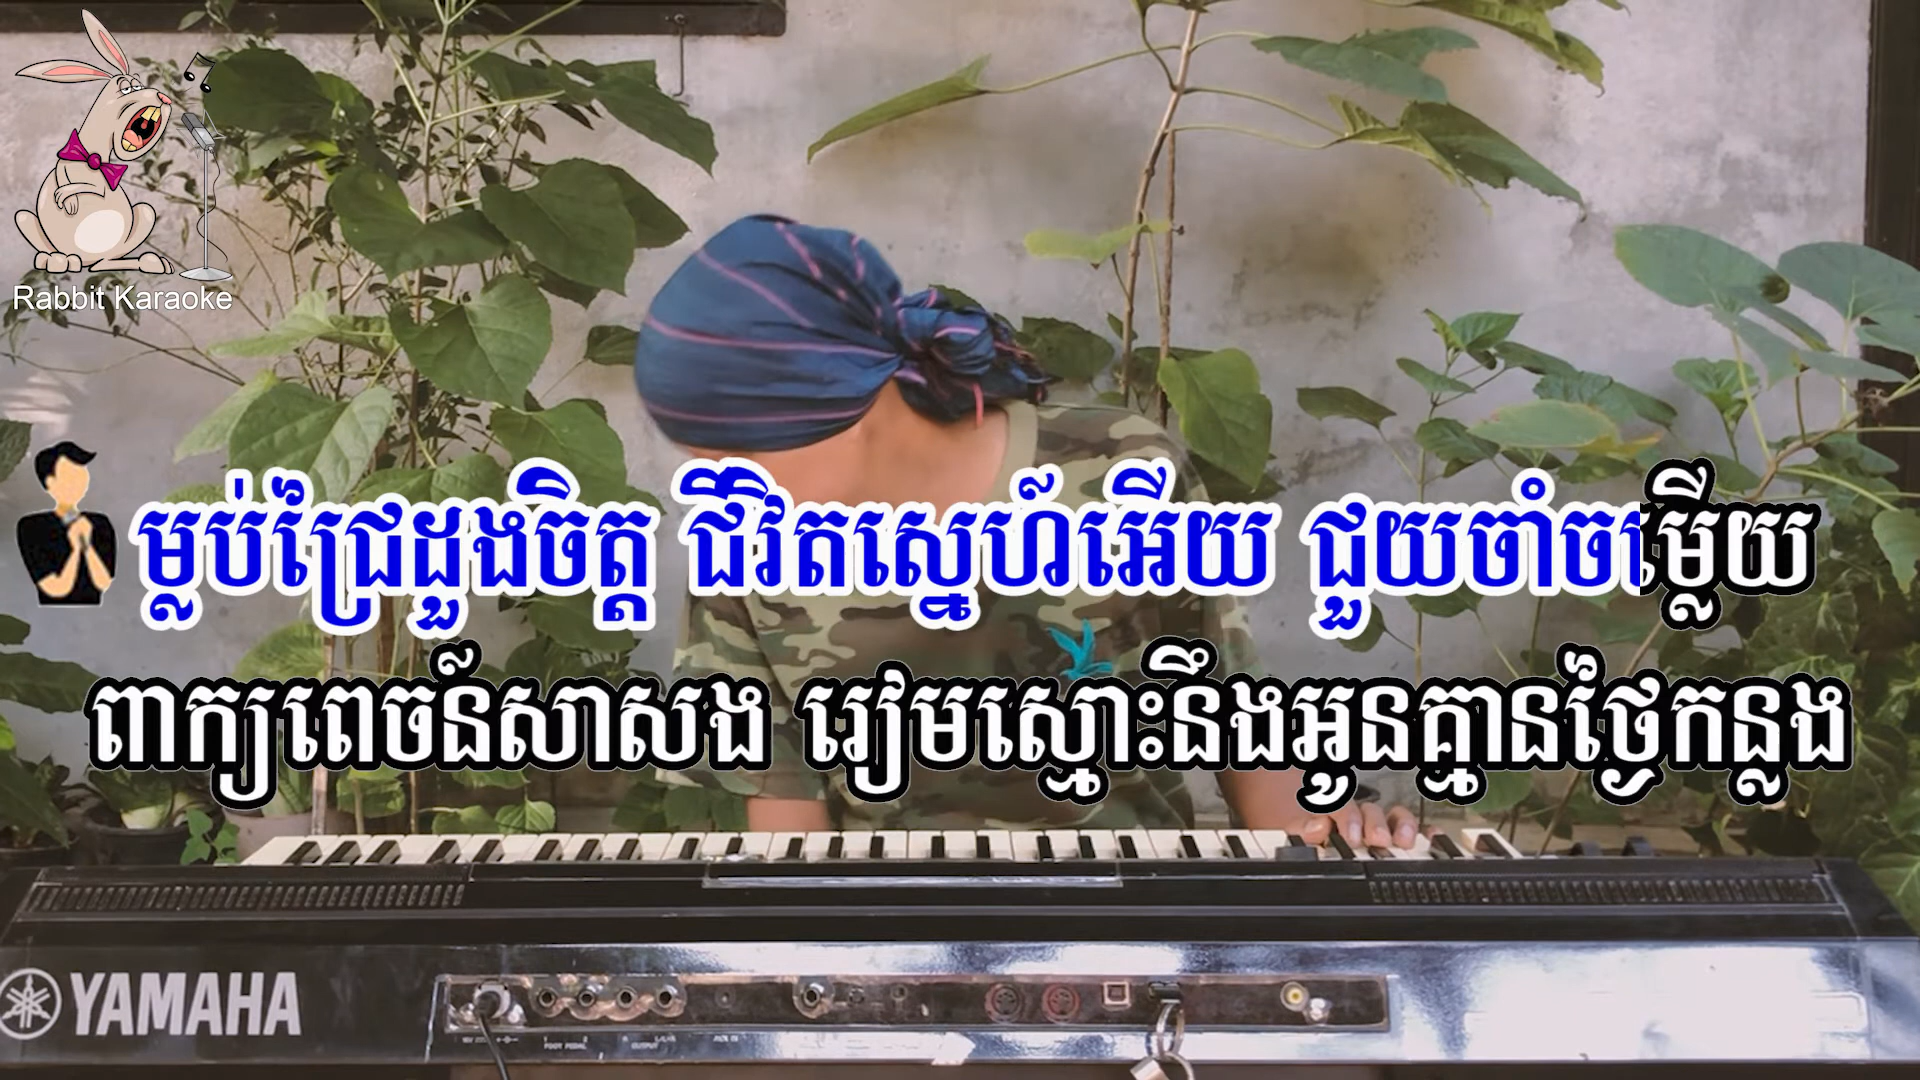 Rabbit Karaoke
ម្លប់ជ្រៃដួងចិត្ត ជីវិតស្នេហ៍អើយ ជួយចាំចម្លើយ
ពាក្យពេចន៍សាសង រៀមស្មោះនឹងអូនគ្មានថ្ងៃកន្លង
YAMAHA